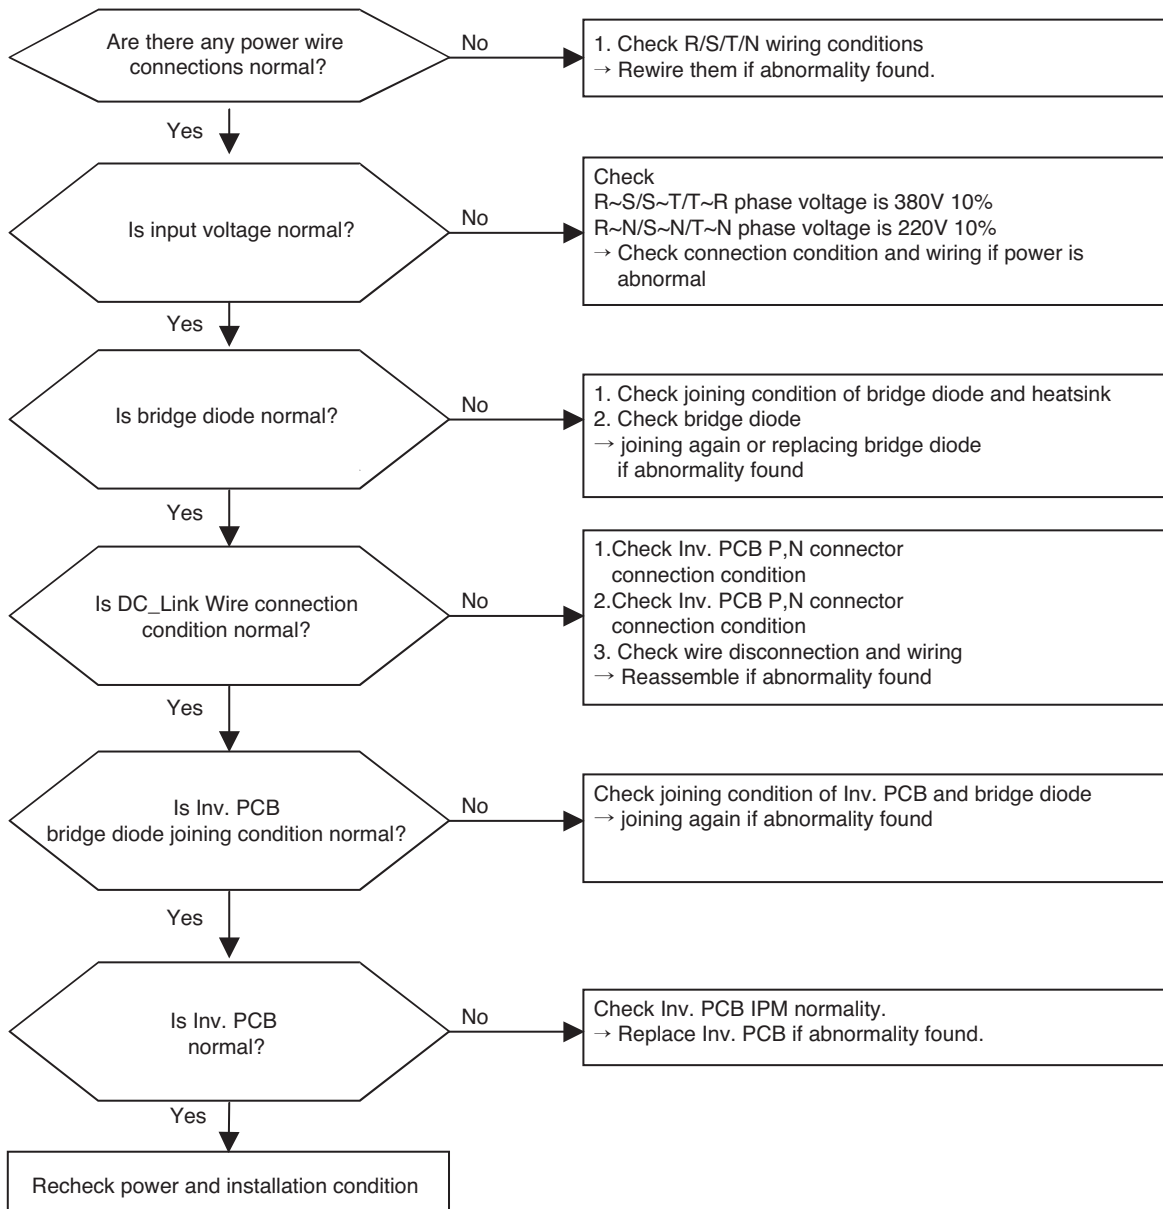 Are there any power wire
connections normal?
No
1. Check R/S/T/N wiring conditions
→ Rewire them if abnormality found.
Yes
Is input voltage normal?
No
Check
R~S/S~T/T~R phase voltage is 380V 10%
R~N/S~N/T~N phase voltage is 220V 10%
→ Check connection condition and wiring if power is
abnormal
Yes
Is bridge diode normal?
No
1. Check joining condition of bridge diode and heatsink
2. Check bridge diode
→ joining again or replacing bridge diode
if abnormality found
Yes
Is DC_Link Wire connection
condition normal?
No
1.Check Inv. PCB P,N connector
connection condition
2.Check Inv. PCB P,N connector
connection condition
3. Check wire disconnection and wiring
→ Reassemble if abnormality found
Yes
Is Inv. PCB
bridge diode joining condition normal?
No
Check joining condition of Inv. PCB and bridge diode
→ joining again if abnormality found
Yes
Is Inv. PCB
normal?
No
Check Inv. PCB IPM normality.
→ Replace Inv. PCB if abnormality found.
Yes
Recheck power and installation condition